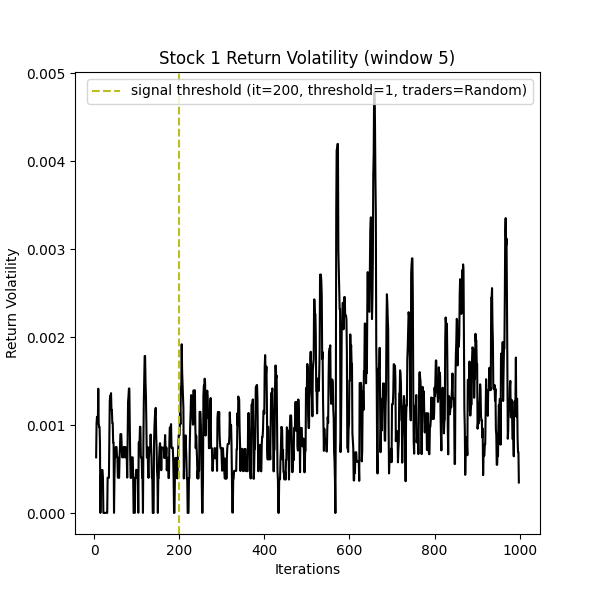 Stock 1 Return Volatility (window 5)
signal threshold (it=200, threshold=1, traders=Random)
0.005
0.004
0.003
0.002
0.001
0.000
Return Volatility
0 200 400 600 800 1000
Iterations